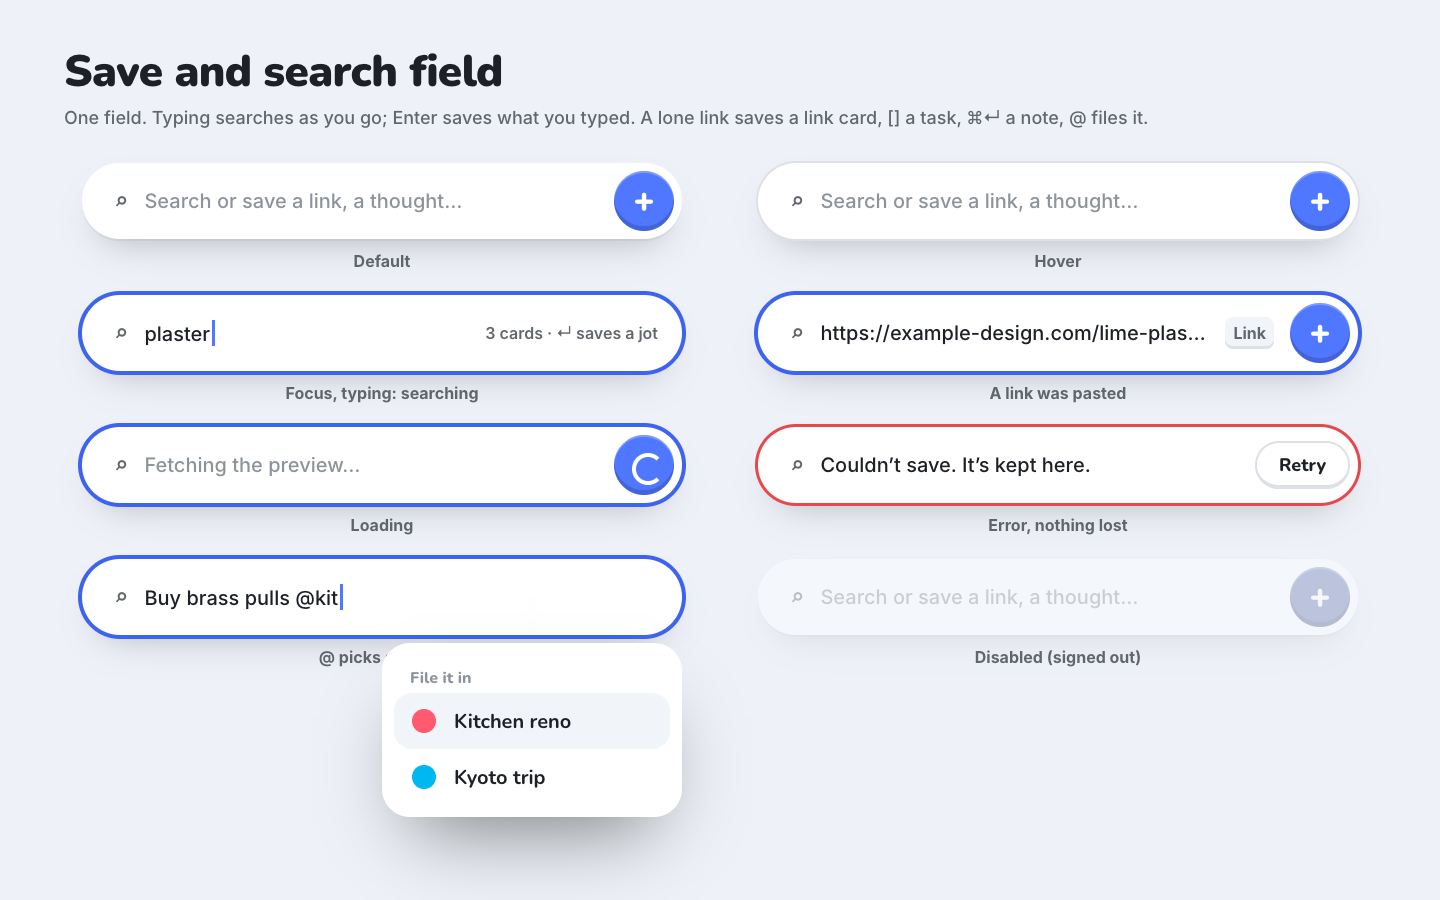 Save and search field
One field. Typing searches as you go; Enter saves what you typed. A lone link saves a link card, [] a task, ⌘↵ a note, @ files it.
Search or save a link, a thought...
Search or save a link, a thought...
Default
Hover
plaster
3 cards · ↵ saves a jot
https://example-design.com/lime-plas...
Link
Focus, typing: searching
A link was pasted
Fetching the preview...
Couldn’t save. It’s kept here.
Retry
Loading
Error, nothing lost
Buy brass pulls @kit
Search or save a link, a thought...
@ picks
Disabled (signed out)
File it in
Kitchen reno
Kyoto trip